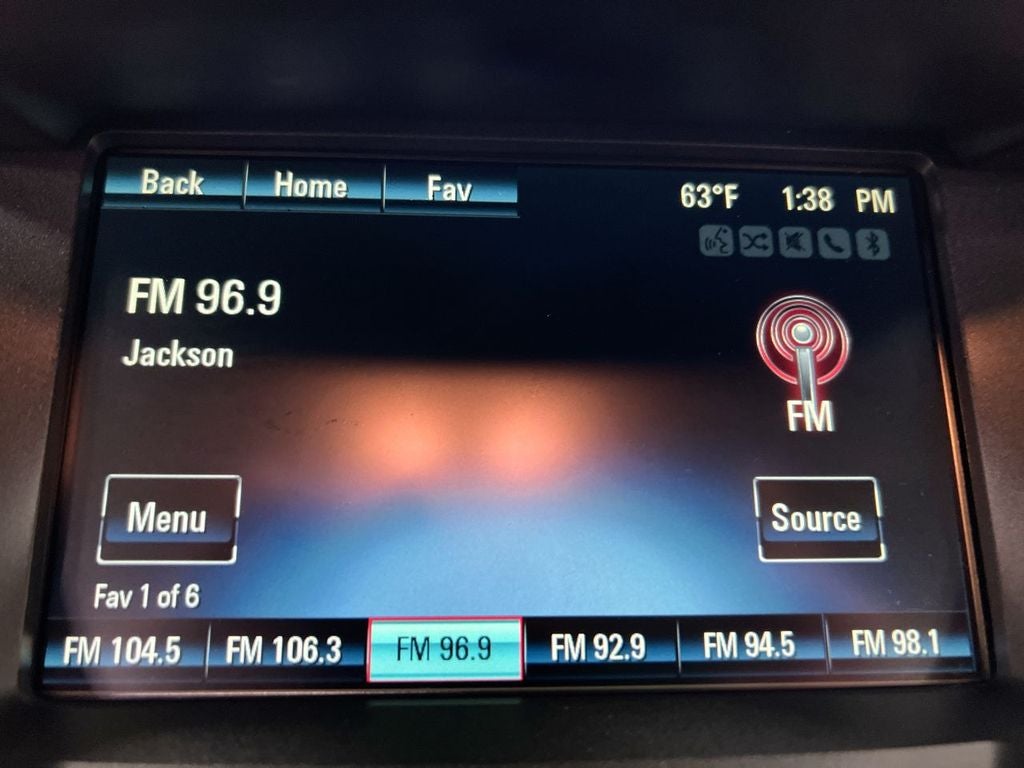 Back Home Fav 63°F 1:38 PM
FM 96.9
Jackson
FM
Menu Source
Fav 1 of 6
FM 104.5 FM 106.3 FM 96.9 FM 92.9 FM 94.5 FM 98.1